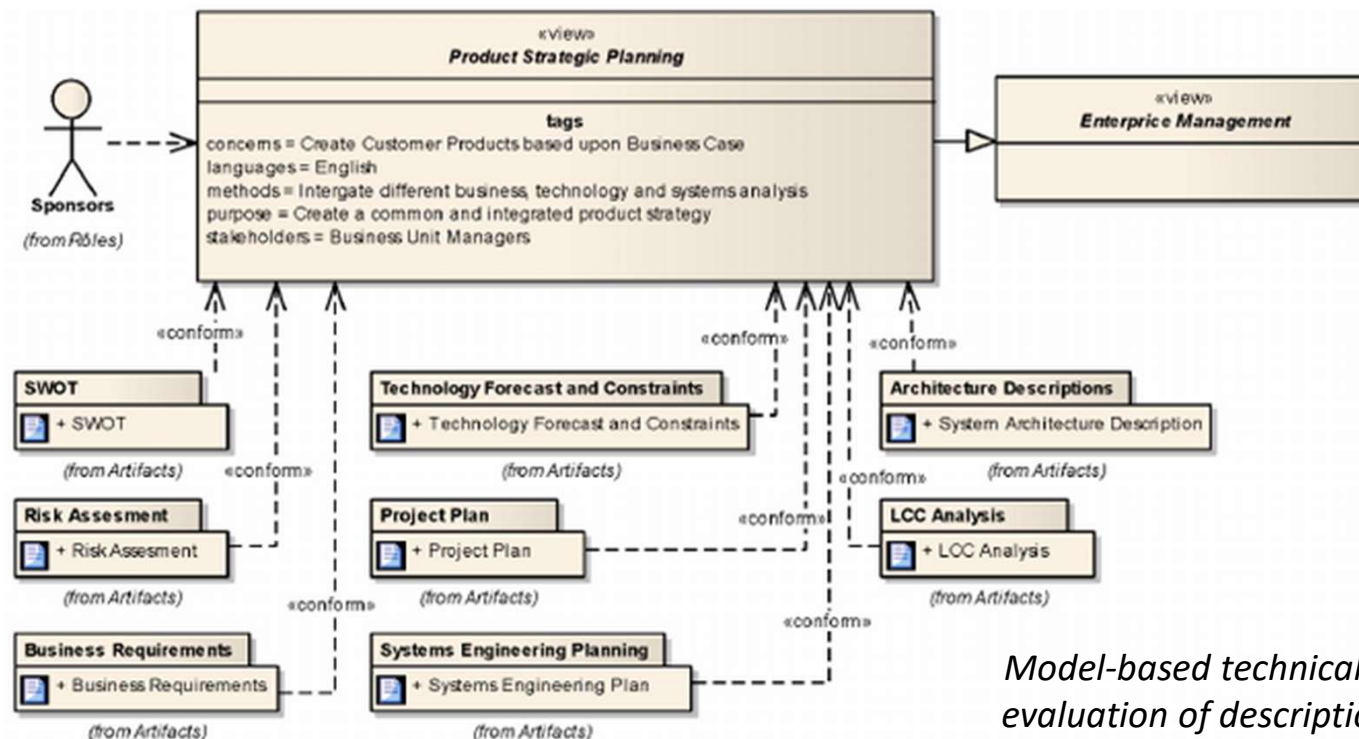 «view»
Product Strategic Planning
tags
concerns = Create Customer Products based upon Business Case
languages = English
methods = Intergate different business, technology and systems analysis
purpose = Create a common and integrated product strategy
stakeholders = Business Unit Managers
«view»
Enterprice Management
Sponsors
(from Rôles)
«conform»
«conform»
«conform»
SWOT
+ SWOT
(from Artifacts)
Technology Forecast and Constraints
+ Technology Forecast and Constraints
(from Artifacts)
Architecture Descriptions
+ System Architecture Description
(from Artifacts)
«conform»
«conform»
Risk Assesment
+ Risk Assesment
(from Artifacts)
Project Plan
+ Project Plan
(from Artifacts)
«conform»
LCC Analysis
+ LCC Analysis
(from Artifacts)
«conform»
«conform»
Business Requirements
+ Business Requirements
(from Artifacts)
Systems Engineering Planning
+ Systems Engineering Plan
(from Artifacts)
Model-based technical
evaluation of